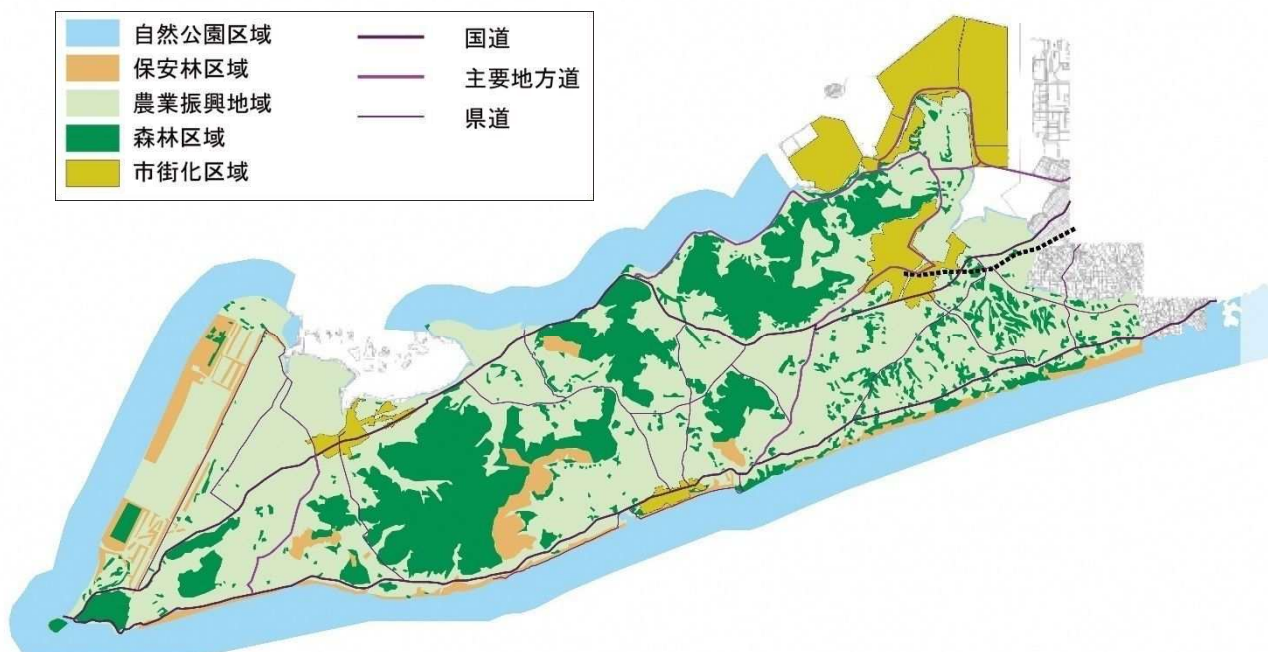 自然公園区域
保安林区域
農業振興地域
森林区域
市街化区域
国道
主要地方道
県道